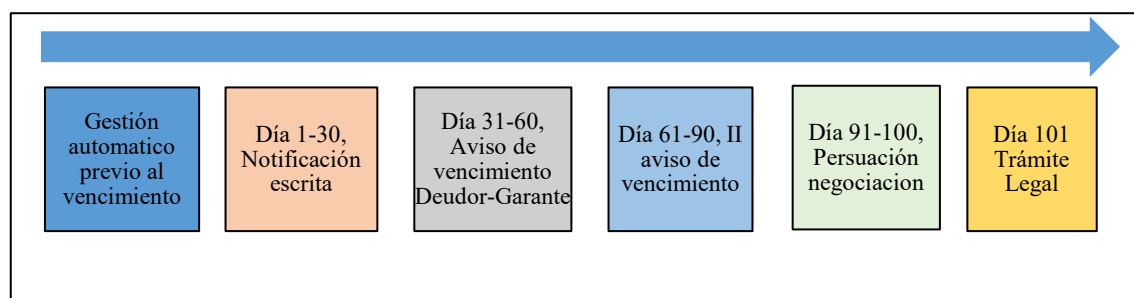 Gestión
automatico
previo al
vencimiento
Día 1-30,
Notificación
escrita
Día 31-60,
Aviso de
vencimiento
Deudor-Garante
Día 61-90, II
aviso de
vencimiento
Día 91-100,
Persuación
negociacion
Día 101
Trámite
Legal